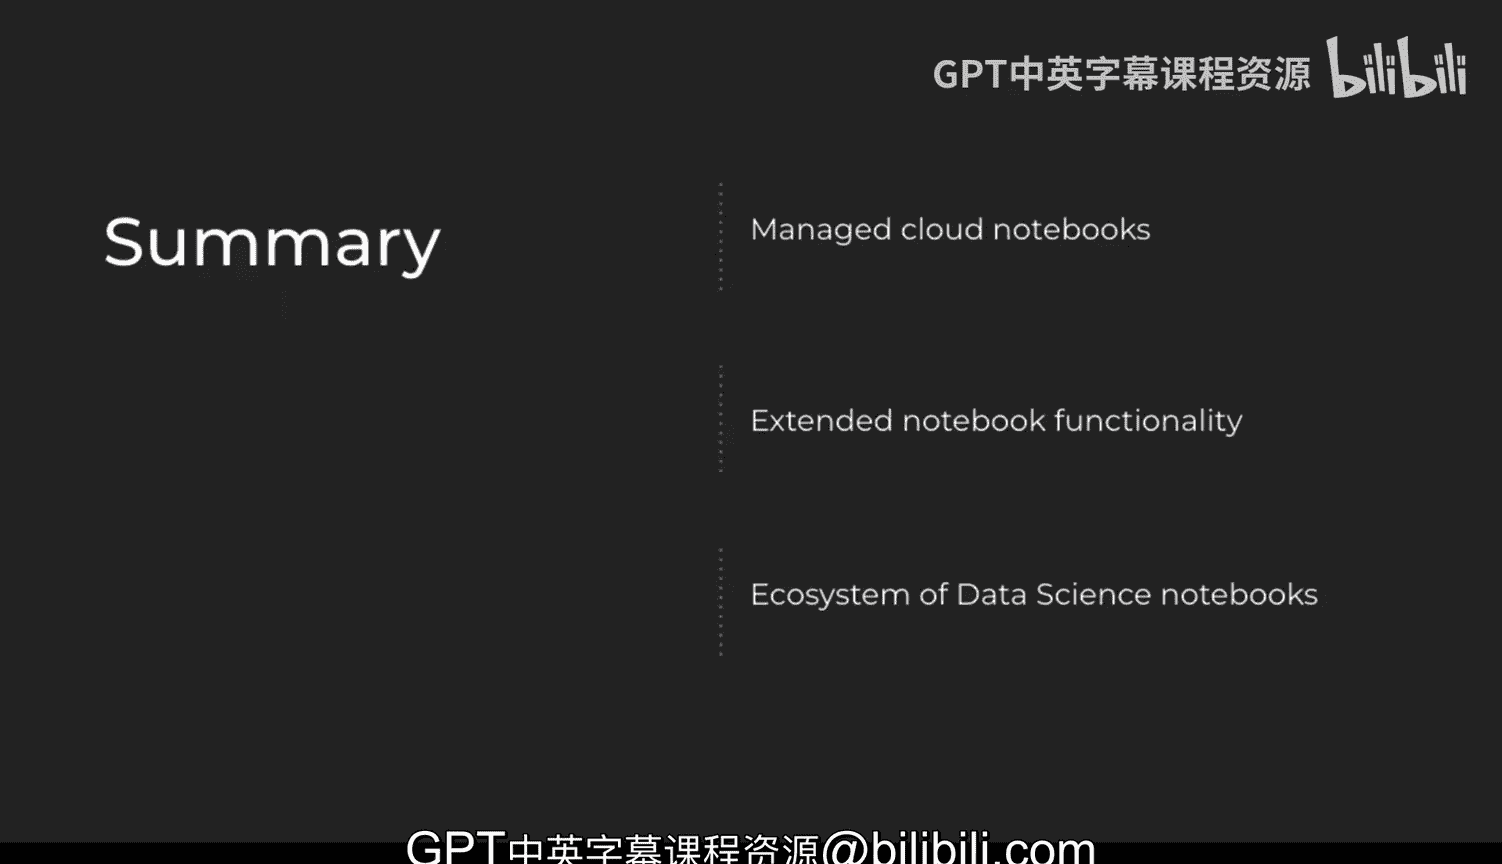 GPT中英字幕课程资源 bilibili
Summary
Managed cloud notebooks
Extended notebook functionality
Ecosystem of Data Science notebooks
GPT中英字幕课程资源@bilibili.com